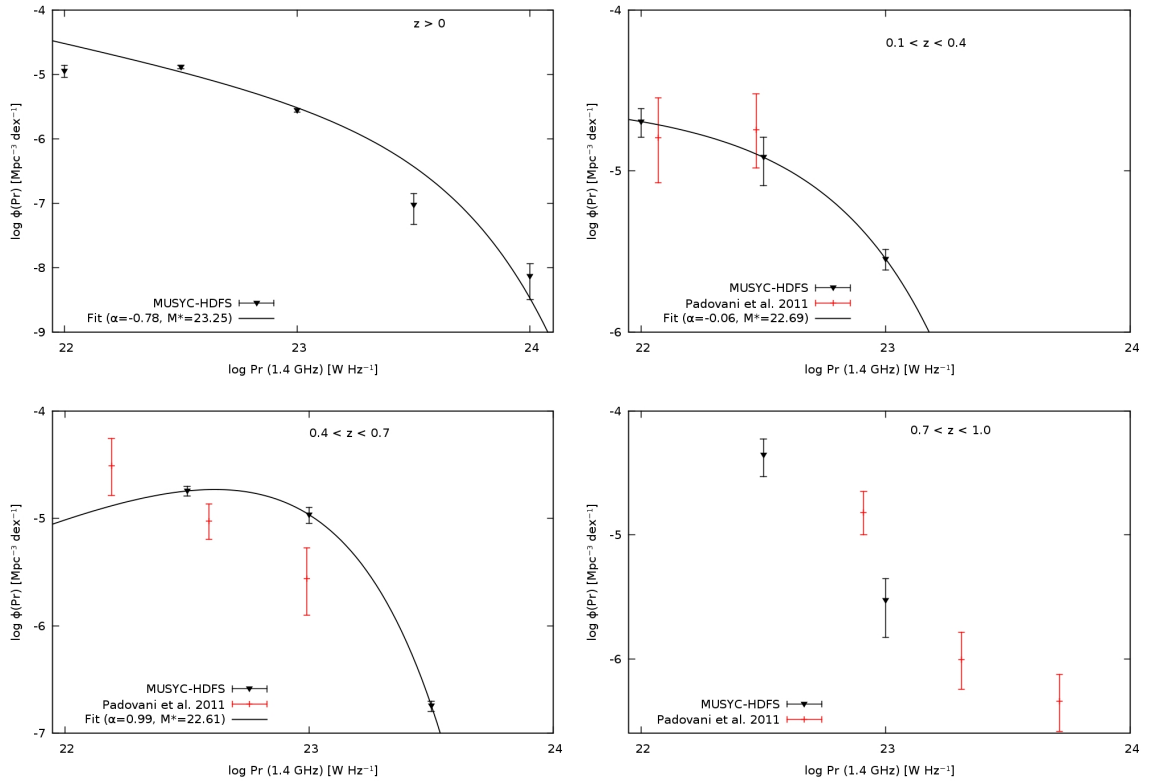 -4
-5
-6
-7
-8
-9
22
23
24
z > 0
log ϕ(Pr) [Mpc⁻³ dex⁻¹]
log Pr (1.4 GHz) [W Hz⁻¹]
MUSYC-HDFS
Fit (α=-0.78, M*=23.25)
-4
-5
-6
22
23
24
0.1 < z < 0.4
log ϕ(Pr) [Mpc⁻³ dex⁻¹]
log Pr (1.4 GHz) [W Hz⁻¹]
MUSYC-HDFS
Padovani et al. 2011
Fit (α=-0.06, M*=22.69)
-4
-5
-6
-7
22
23
24
0.4 < z < 0.7
log ϕ(Pr) [Mpc⁻³ dex⁻¹]
log Pr (1.4 GHz) [W Hz⁻¹]
MUSYC-HDFS
Padovani et al. 2011
Fit (α=0.99, M*=22.61)
-4
-5
-6
22
23
24
0.7 < z < 1.0
log ϕ(Pr) [Mpc⁻³ dex⁻¹]
log Pr (1.4 GHz) [W Hz⁻¹]
MUSYC-HDFS
Padovani et al. 2011